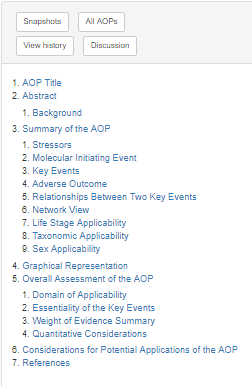 Snapshots All AOPs
View history Discussion
1. AOP Title
2. Abstract
1. Background
3. Summary of the AOP
1. Stressors
2. Molecular Initiating Event
3. Key Events
4. Adverse Outcome
5. Relationships Between Two Key Events
6. Network View
7. Life Stage Applicability
8. Taxonomic Applicability
9. Sex Applicability
4. Graphical Representation
5. Overall Assessment of the AOP
1. Domain of Applicability
2. Essentiality of the Key Events
3. Weight of Evidence Summary
4. Quantitative Considerations
6. Considerations for Potential Applications of the AOP
7. References